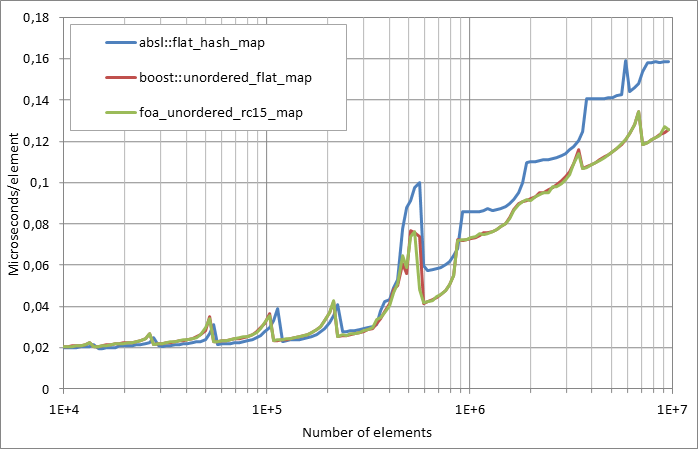 0,18
0,16
0,14
0,12
0,1
0,08
0,06
0,04
0,02
0
Microseconds/element
absl::flat_hash_map
boost::unordered_flat_map
foa_unordered_rc15_map
1E+4 1E+5 1E+6 1E+7
Number of elements